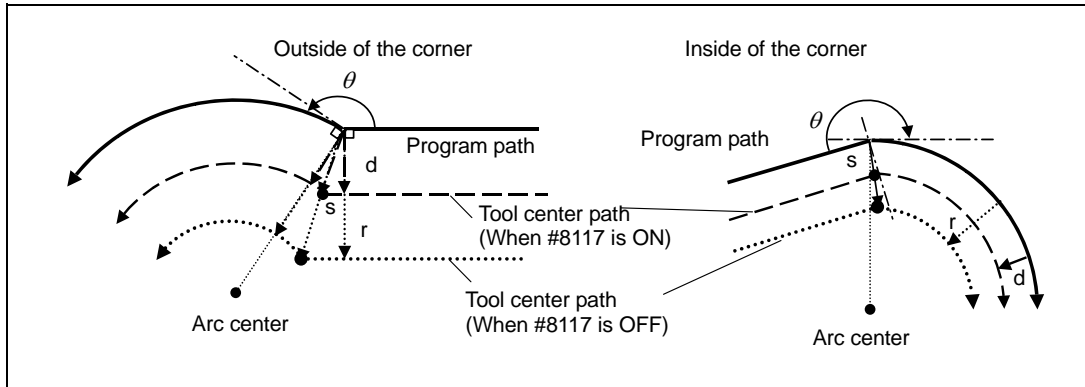 Outside of the corner
θ
Program path
d
s
r
Arc center
Tool center path
(When #8117 is ON)
Tool center path
(When #8117 is OFF)
Inside of the corner
θ
Program path
s
r
d
Arc center